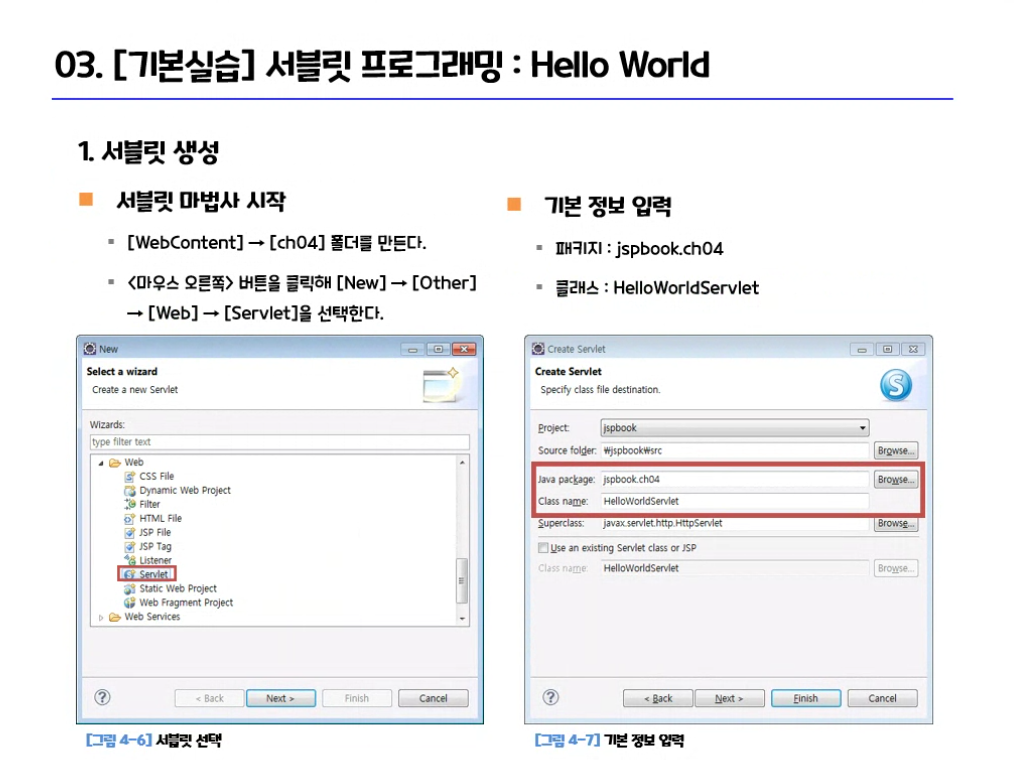 03. [기본실습] 서블릿 프로그래밍 : Hello World
1. 서블릿 생성
■ 서블릿 마법사 시작
▪ [WebContent] → [ch04] 폴더를 만든다.
▪ <마우스 오른쪽> 버튼을 클릭해 [New] → [Other]
→ [Web] → [Servlet]을 선택한다.
New
Select a wizard
Create a new Servlet
Wizards:
type filter text
Web
CSS File
Dynamic Web Project
Filter
HTML File
JSP File
JSP Tag
Listener
Servlet
Static Web Project
Web Fragment Project
Web Services
? < Back Next > Finish Cancel
[그림 4-6] 서블릿 선택
■ 기본 정보 입력
▪ 패키지 : jspbook.ch04
▪ 클래스 : HelloWorldServlet
Create Servlet
Create Servlet
Specify class file destination.
S
Project: jspbook
Source folder: ₩jspbook₩src Browse...
Java package: jspbook.ch04 Browse...
Class name: HelloWorldServlet
Superclass: javax.servlet.http.HttpServlet Browse...
Use an existing Servlet class or JSP
Class name: HelloWorldServlet Browse...
? < Back Next > Finish Cancel
[그림 4-7] 기본 정보 입력